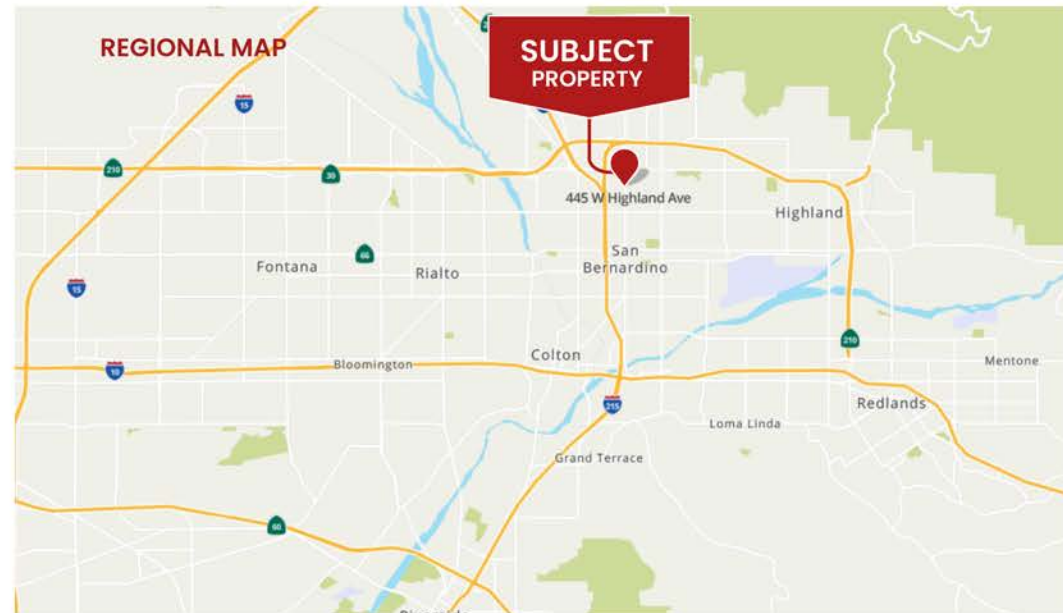 REGIONAL MAP
SUBJECT
PROPERTY
15
210
30
445 W Highland Ave
Highland
San
Bernardino
66
Fontana
Rialto
15
210
Colton
Mentone
Bloomington
10
Redlands
215
Loma Linda
Grand Terrace
60